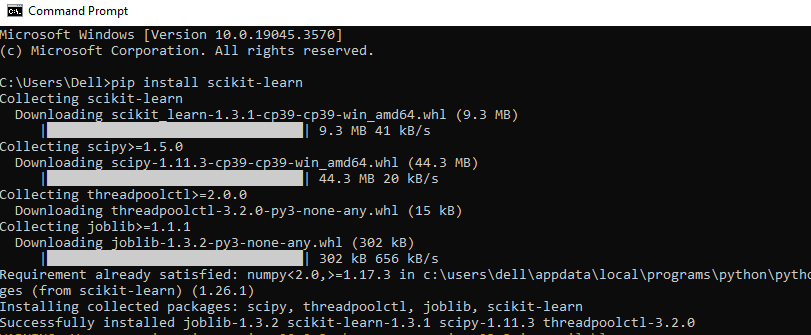 Command Prompt
Microsoft Windows [Version 10.0.19045.3570]
(c) Microsoft Corporation. All rights reserved.
C:\Users\Dell>pip install scikit-learn
Collecting scikit-learn
Downloading scikit_learn-1.3.1-cp39-cp39-win_amd64.whl (9.3 MB)
|████████████████████████████████| 9.3 MB 41 kB/s
Collecting scipy>=1.5.0
Downloading scipy-1.11.3-cp39-cp39-win_amd64.whl (44.3 MB)
|████████████████████████████████| 44.3 MB 20 kB/s
Collecting threadpoolctl>=2.0.0
Downloading threadpoolctl-3.2.0-py3-none-any.whl (15 kB)
Collecting joblib>=1.1.1
Downloading joblib-1.3.2-py3-none-any.whl (302 kB)
|████████████████████████████████| 302 kB 656 kB/s
Requirement already satisfied: numpy<2.0,>=1.17.3 in c:\users\dell\appdata\local\programs\python\pytho
ges (from scikit-learn) (1.26.1)
Installing collected packages: scipy, threadpoolctl, joblib, scikit-learn
Successfully installed joblib-1.3.2 scikit-learn-1.3.1 scipy-1.11.3 threadpoolctl-3.2.0